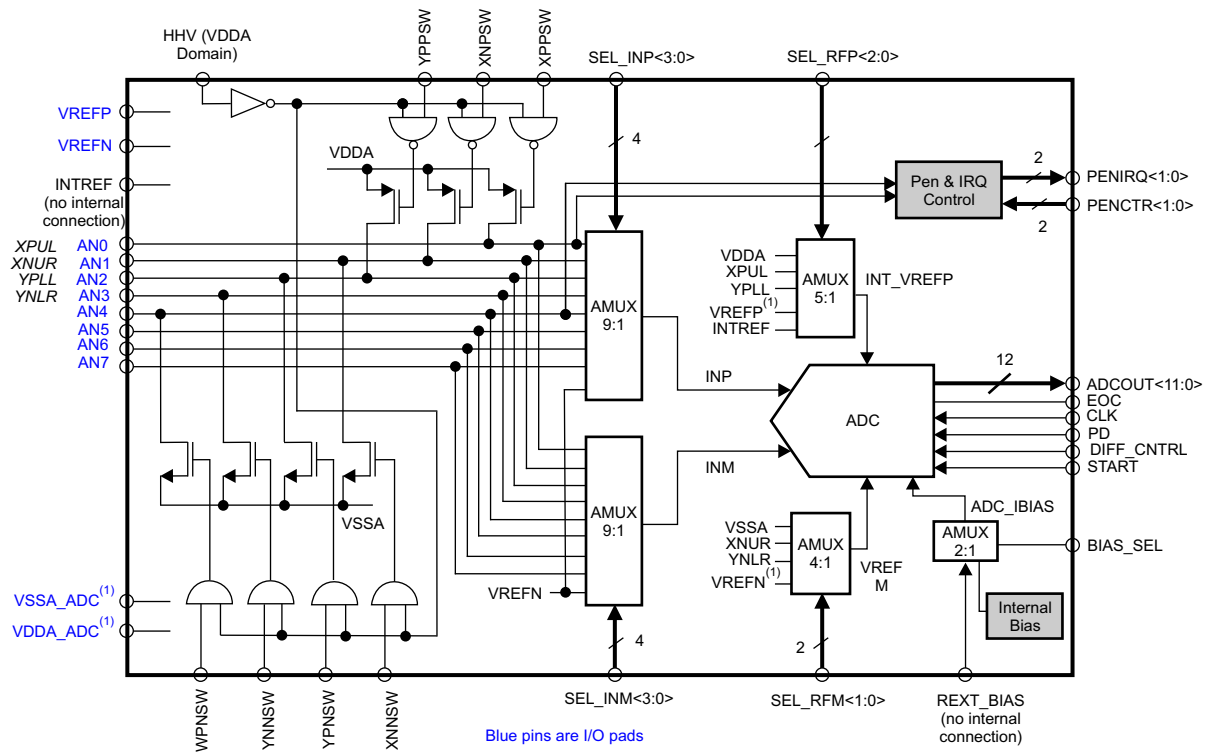 HHV (VDDA
Domain)
YPPSW
XNPSW
XPPSW
SEL_INP<3:0>
SEL_RFP<2:0>
VREFP
VREFN
INTREF
(no internal
connection)
VDDA
4
Pen & IRQ
Control
2
PENIRQ<1:0>
PENCTR<1:0>
2
XPUL AN0
XNUR AN1
YPLL AN2
YNLR AN3
AN4
AN5
AN6
AN7
AMUX
9:1
VDDA
XPUL
YPLL
VREFP(1)
INTREF
AMUX
5:1
INT_VREFP
INP
ADC
12
ADCOUT<11:0>
EOC
CLK
PD
DIFF_CNTRL
START
INM
AMUX
9:1
VSSA
VSSA
XNUR
YNLR
VREFN(1)
AMUX
4:1
VREF
M
ADC_IBIAS
AMUX
2:1
BIAS_SEL
Internal
Bias
VREFN
VSSA_ADC(1)
VDDA_ADC(1)
4
2
WPNSW
YNNSW
YPNSW
XNNSW
SEL_INM<3:0>
SEL_RFM<1:0>
REXT_BIAS
(no internal
connection)
Blue pins are I/O pads